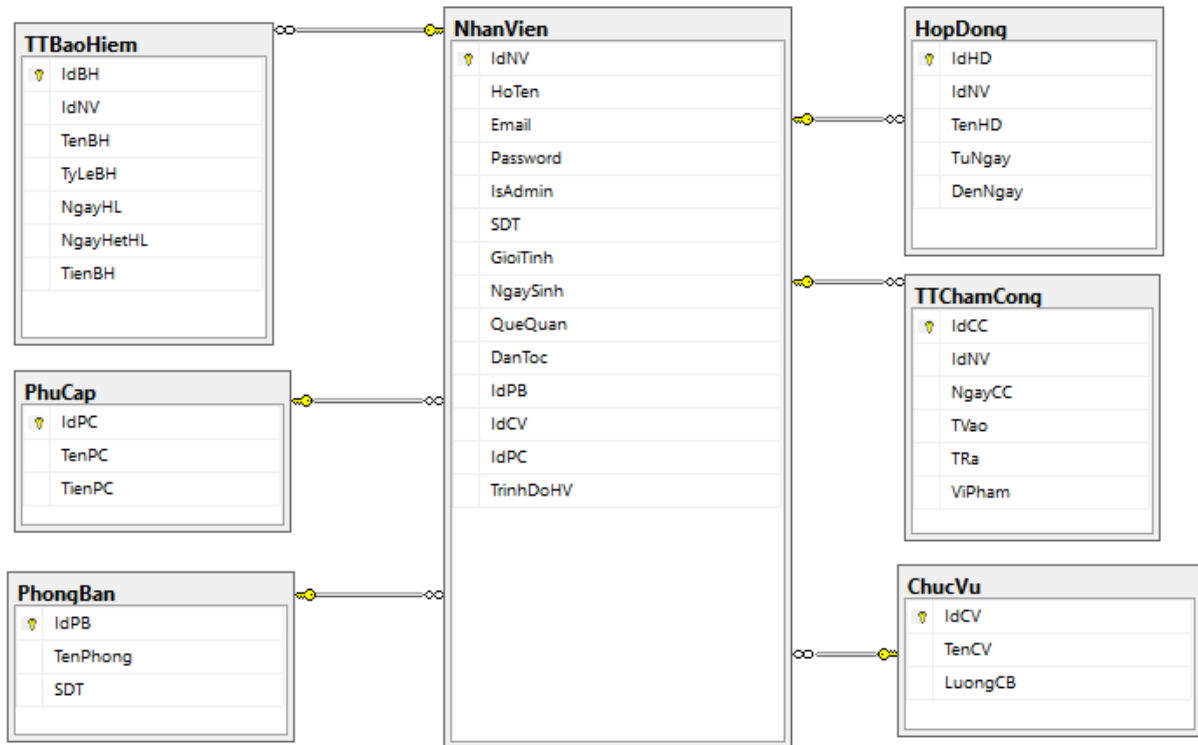 TTBaoHiem
IdBH
IdNV
TenBH
TyLeBH
NgayHL
NgayHetHL
TienBH
PhuCap
IdPC
TenPC
TienPC
PhongBan
IdPB
TenPhong
SDT
NhanVien
IdNV
HoTen
Email
Password
IsAdmin
SDT
GioiTinh
NgaySinh
QueQuan
DanToc
IdPB
IdCV
IdPC
TrinhDoHV
HopDong
IdHD
IdNV
TenHD
TuNgay
DenNgay
TTChamCong
IdCC
IdNV
NgayCC
TVao
TRa
ViPham
ChucVu
IdCV
TenCV
LuongCB